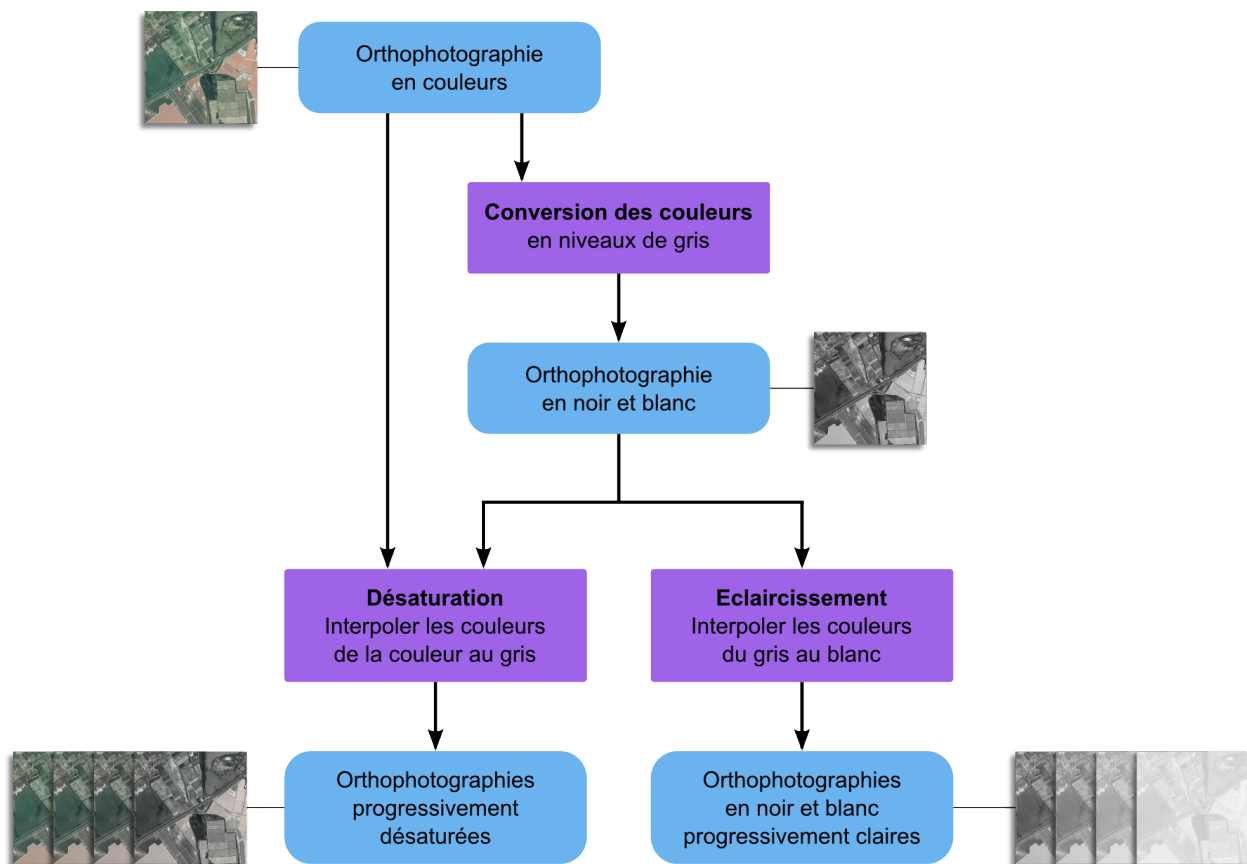 Orthophotographie
en couleurs
Conversion des couleurs
en niveaux de gris
Orthophotographie
en noir et blanc
Désaturation
Interpoler les couleurs
de la couleur au gris
Eclaircissement
Interpoler les couleurs
du gris au blanc
Orthophotographies
progressivement
désaturées
Orthophotographies
en noir et blanc
progressivement claires